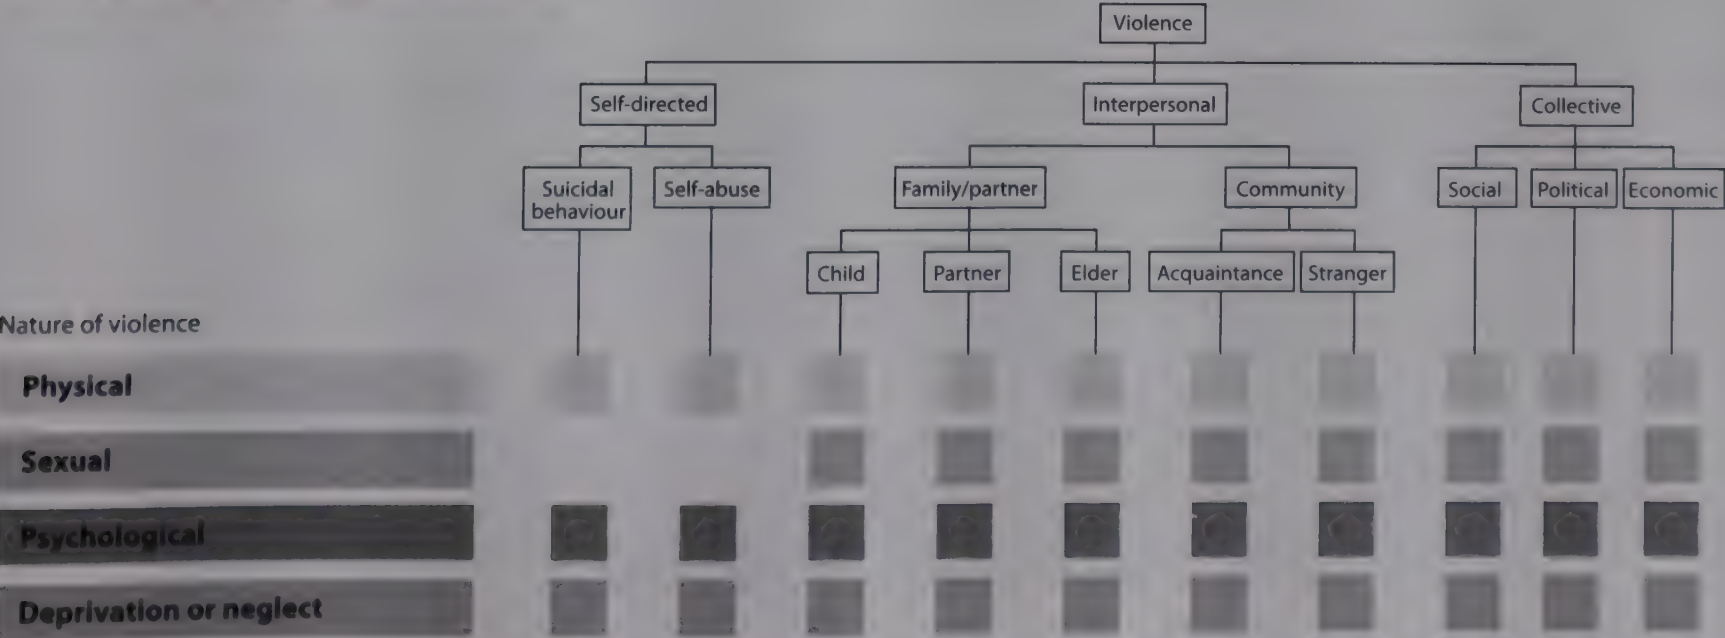 Violence
Self-directed
Interpersonal
Collective
Suicidal
behaviour
Self-abuse
Family/partner
Community
Social
Political
Economic
Child
Partner
Elder
Acquaintance
Stranger
Nature of violence
Physical
Sexual
Psychological
Deprivation or neglect